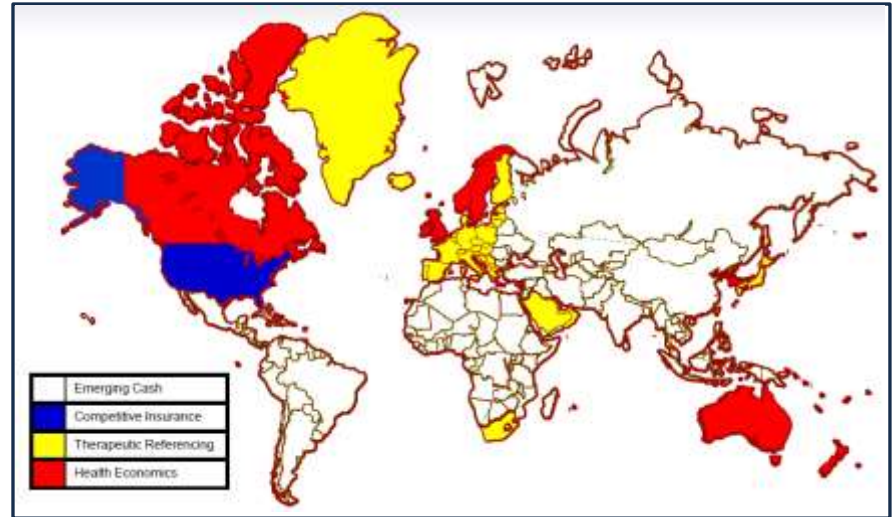 Emerging Cash
Competitive Insurance
Therapeutic Referencing
Health Economics